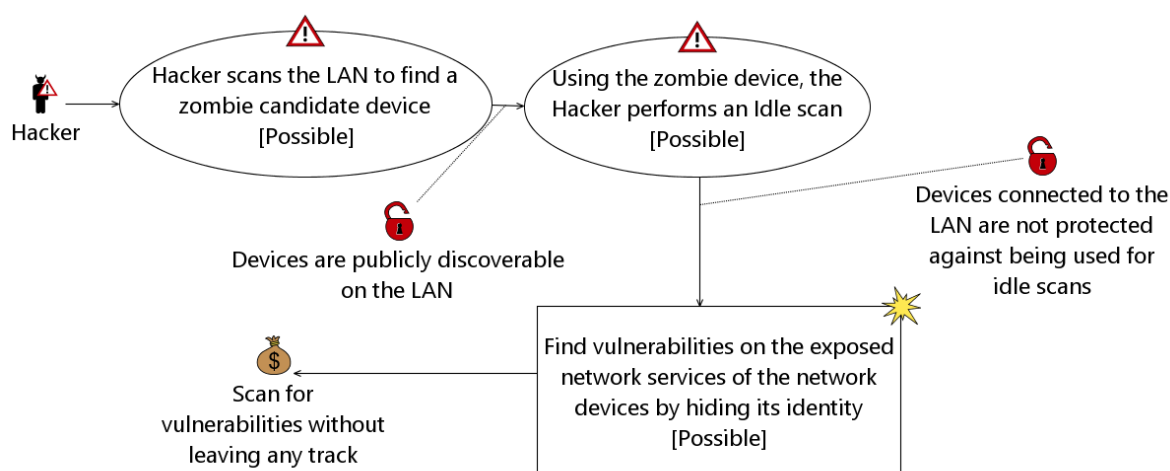 Hacker scans the LAN to find a
zombie candidate device
[Possible]
Using the zombie device, the
Hacker performs an Idle scan
[Possible]
Hacker
Devices are publicly discoverable
on the LAN
Devices connected to the
LAN are not protected
against being used for
idle scans
Find vulnerabilities on the exposed
network services of the network
devices by hiding its identity
[Possible]
$
Scan for
vulnerabilities without
leaving any track